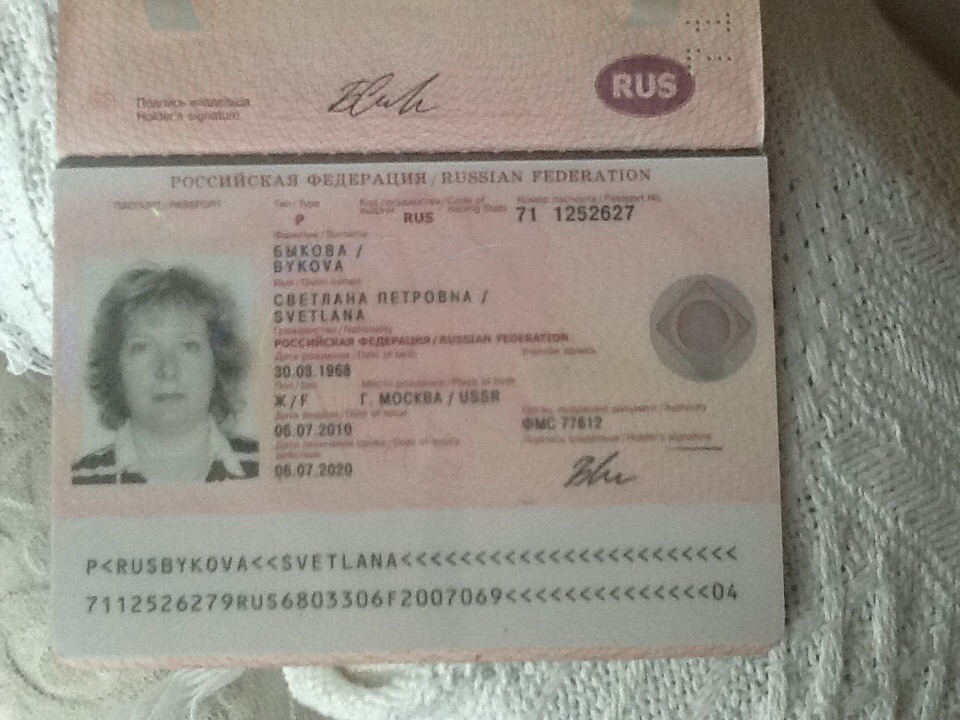 Подпись владельца
Holder's signature
RUS
РОССИЙСКАЯ ФЕДЕРАЦИЯ / RUSSIAN FEDERATION
ПАСПОРТ / PASSPORT
Тип / Type
Код государства / Code of
выдачи issuing State
Номер паспорта / Passport No.
P
RUS
71 1252627
Фамилия / Surname
БЫКОВА /
BYKOVA
Имя / Given names
СВЕТЛАНА ПЕТРОВНА /
SVETLANA
Гражданство / Nationality
РОССИЙСКАЯ ФЕДЕРАЦИЯ / RUSSIAN FEDERATION
Дата рождения / Date of birth
Учетная запись
30.03.1968
Пол / Sex
Место рождения / Place of birth
Ж / F
Г. МОСКВА / USSR
Дата выдачи / Date of issue
Орган, выдавший документ / Authority
06.07.2010
ФМС 77612
Дата окончания срока / Date of expiry
действия
Подпись владельца / Holder's signature
06.07.2020
P<RUSBYKOVA<<SVETLANA<<<<<<<<<<<<<<<<<<<<<<<
7112526279RUS6803306F2007069<<<<<<<<<<<<<<04